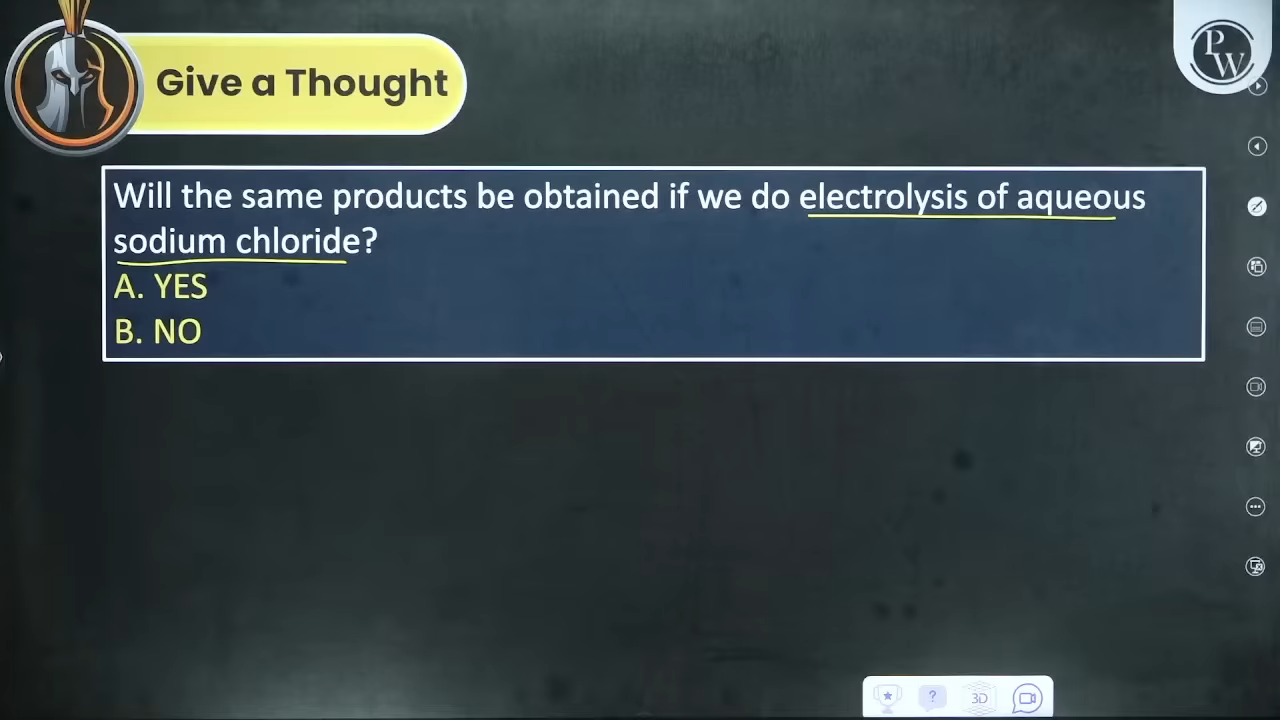 Give a Thought
P
W
Will the same products be obtained if we do electrolysis of aqueous
sodium chloride?
A. YES
B. NO
?
3D